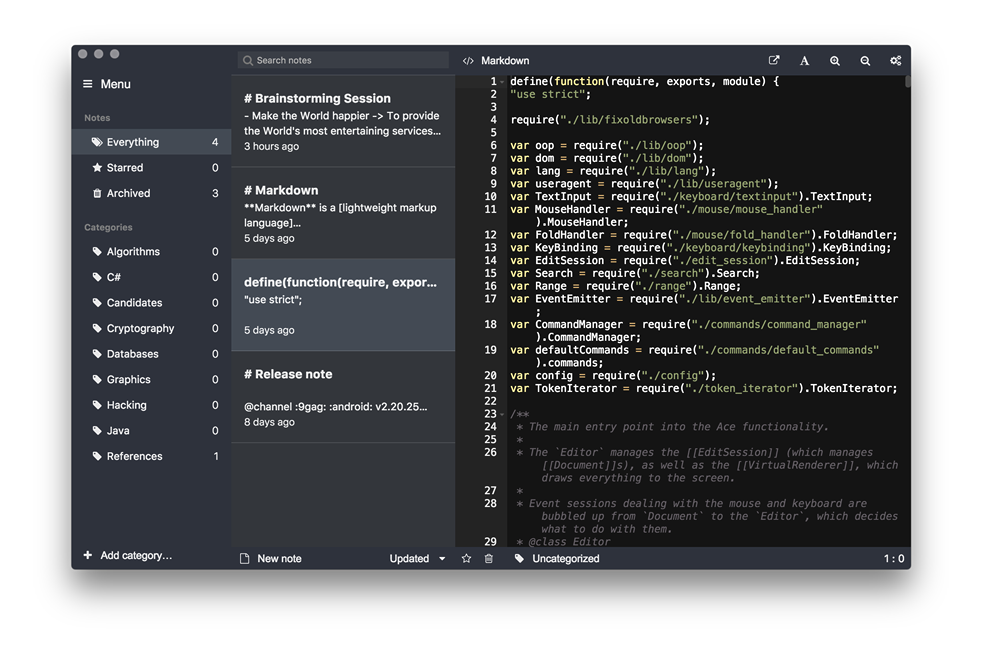 Menu
Notes
Everything 4
Starred 0
Archived 3
Categories
Algorithms 0
C# 0
Candidates 0
Cryptography 0
Databases 0
Graphics 0
Hacking 0
Java 0
References 1
+ Add category...
Search notes
# Brainstorming Session
- Make the World happier -> To provide
the World's most entertaining services...
3 hours ago
# Markdown
**Markdown** is a [lightweight markup
language]...
5 days ago
define(function(require, expor...
"use strict";
5 days ago
# Release note
@channel :9gag: :android: v2.20.25...
8 days ago
New note
Updated
</> Markdown
A
1 define(function(require, exports, module) {
2 "use strict";
3
4 require("./lib/fixoldbrowsers");
5
6 var oop = require("./lib/oop");
7 var dom = require("./lib/dom");
8 var lang = require("./lib/lang");
9 var useragent = require("./lib/useragent");
10 var TextInput = require("./keyboard/textinput").TextInput;
11 var MouseHandler = require("./mouse/mouse_handler"
).MouseHandler;
12 var FoldHandler = require("./mouse/fold_handler").FoldHandler;
13 var KeyBinding = require("./keyboard/keybinding").KeyBinding;
14 var EditSession = require("./edit_session").EditSession;
15 var Search = require("./search").Search;
16 var Range = require("./range").Range;
17 var EventEmitter = require("./lib/event_emitter").EventEmitter
;
18 var CommandManager = require("./commands/command_manager"
).CommandManager;
19 var defaultCommands = require("./commands/default_commands"
).commands;
20 var config = require("./config");
21 var TokenIterator = require("./token_iterator").TokenIterator;
22
23 /**
24 * The main entry point into the Ace functionality.
25 *
26 * The `Editor` manages the [[EditSession]] (which manages
[[Document]]s), as well as the [[VirtualRenderer]], which
draws everything to the screen.
27 *
28 * Event sessions dealing with the mouse and keyboard are
bubbled up from `Document` to the `Editor`, which decides
what to do with them.
29 * @class Editor
Uncategorized
1 : 0